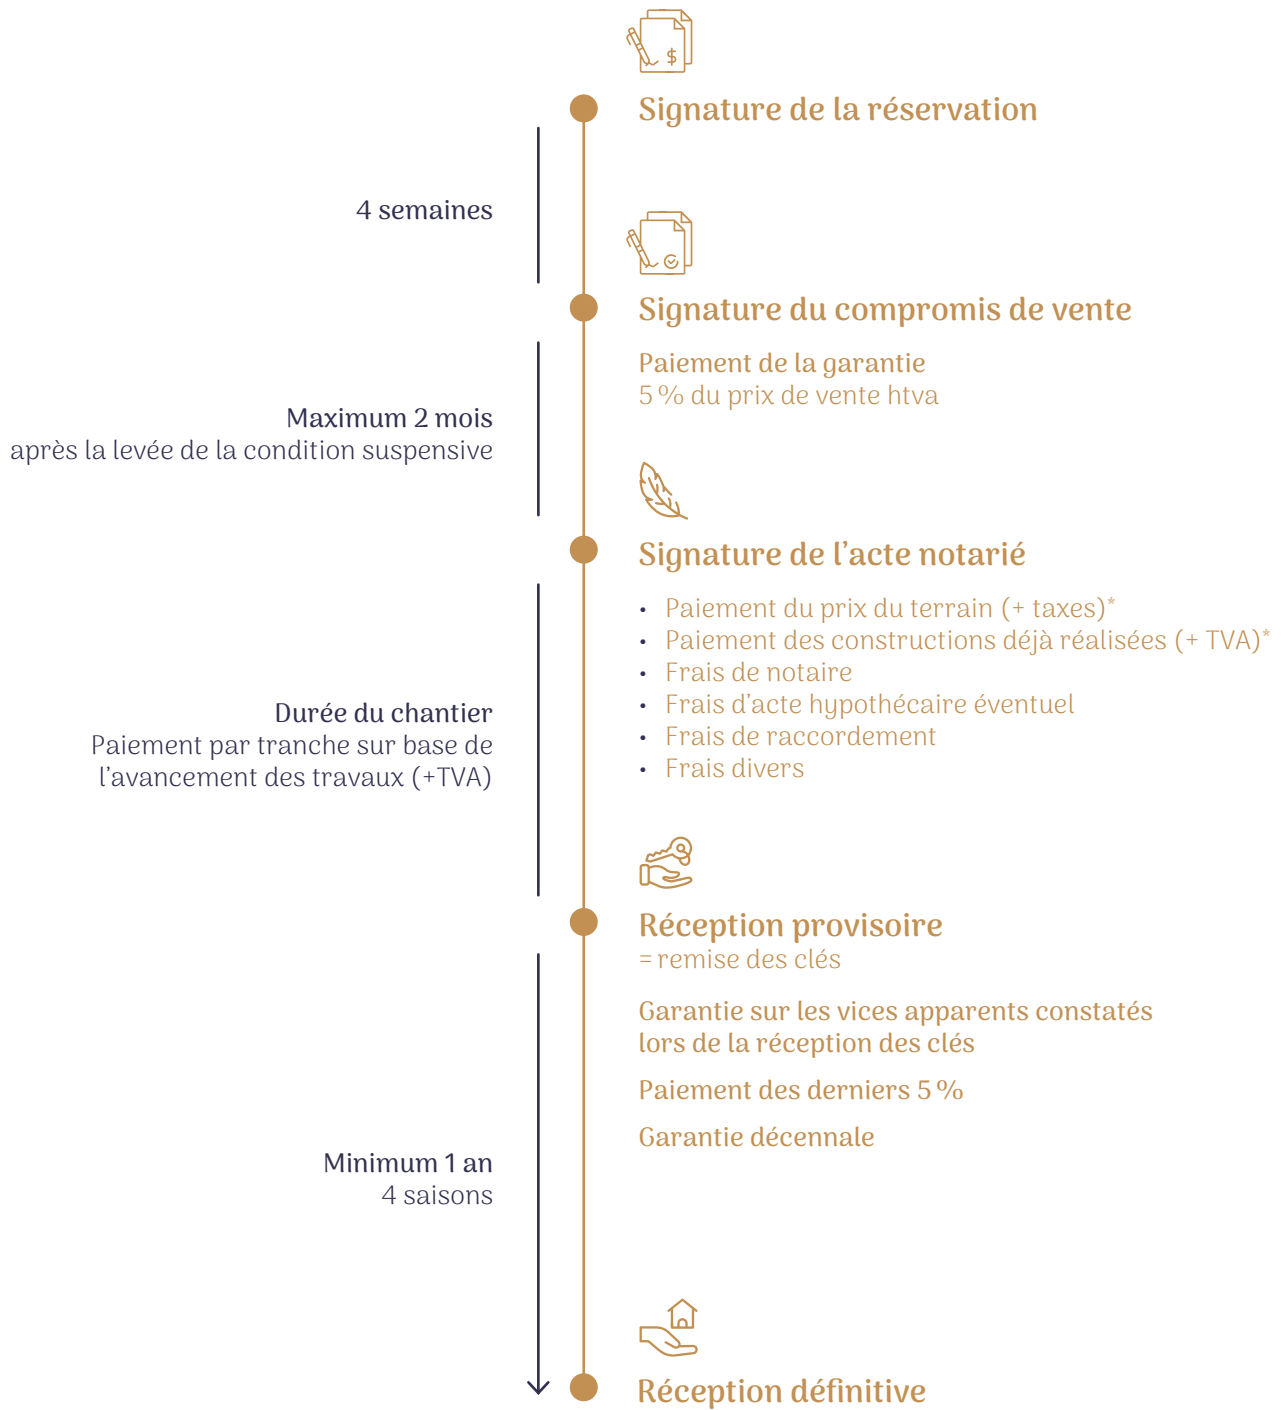 $
Signature de la réservation
4 semaines
Signature du compromis de vente
Paiement de la garantie
5 % du prix de vente htva
Maximum 2 mois
après la levée de la condition suspensive
Signature de l’acte notarié
• Paiement du prix du terrain (+ taxes)*
• Paiement des constructions déjà réalisées (+ TVA)*
• Frais de notaire
• Frais d’acte hypothécaire éventuel
• Frais de raccordement
• Frais divers
Durée du chantier
Paiement par tranche sur base de
l’avancement des travaux (+TVA)
Réception provisoire
= remise des clés
Garantie sur les vices apparents constatés
lors de la réception des clés
Paiement des derniers 5 %
Garantie décennale
Minimum 1 an
4 saisons
Réception définitive